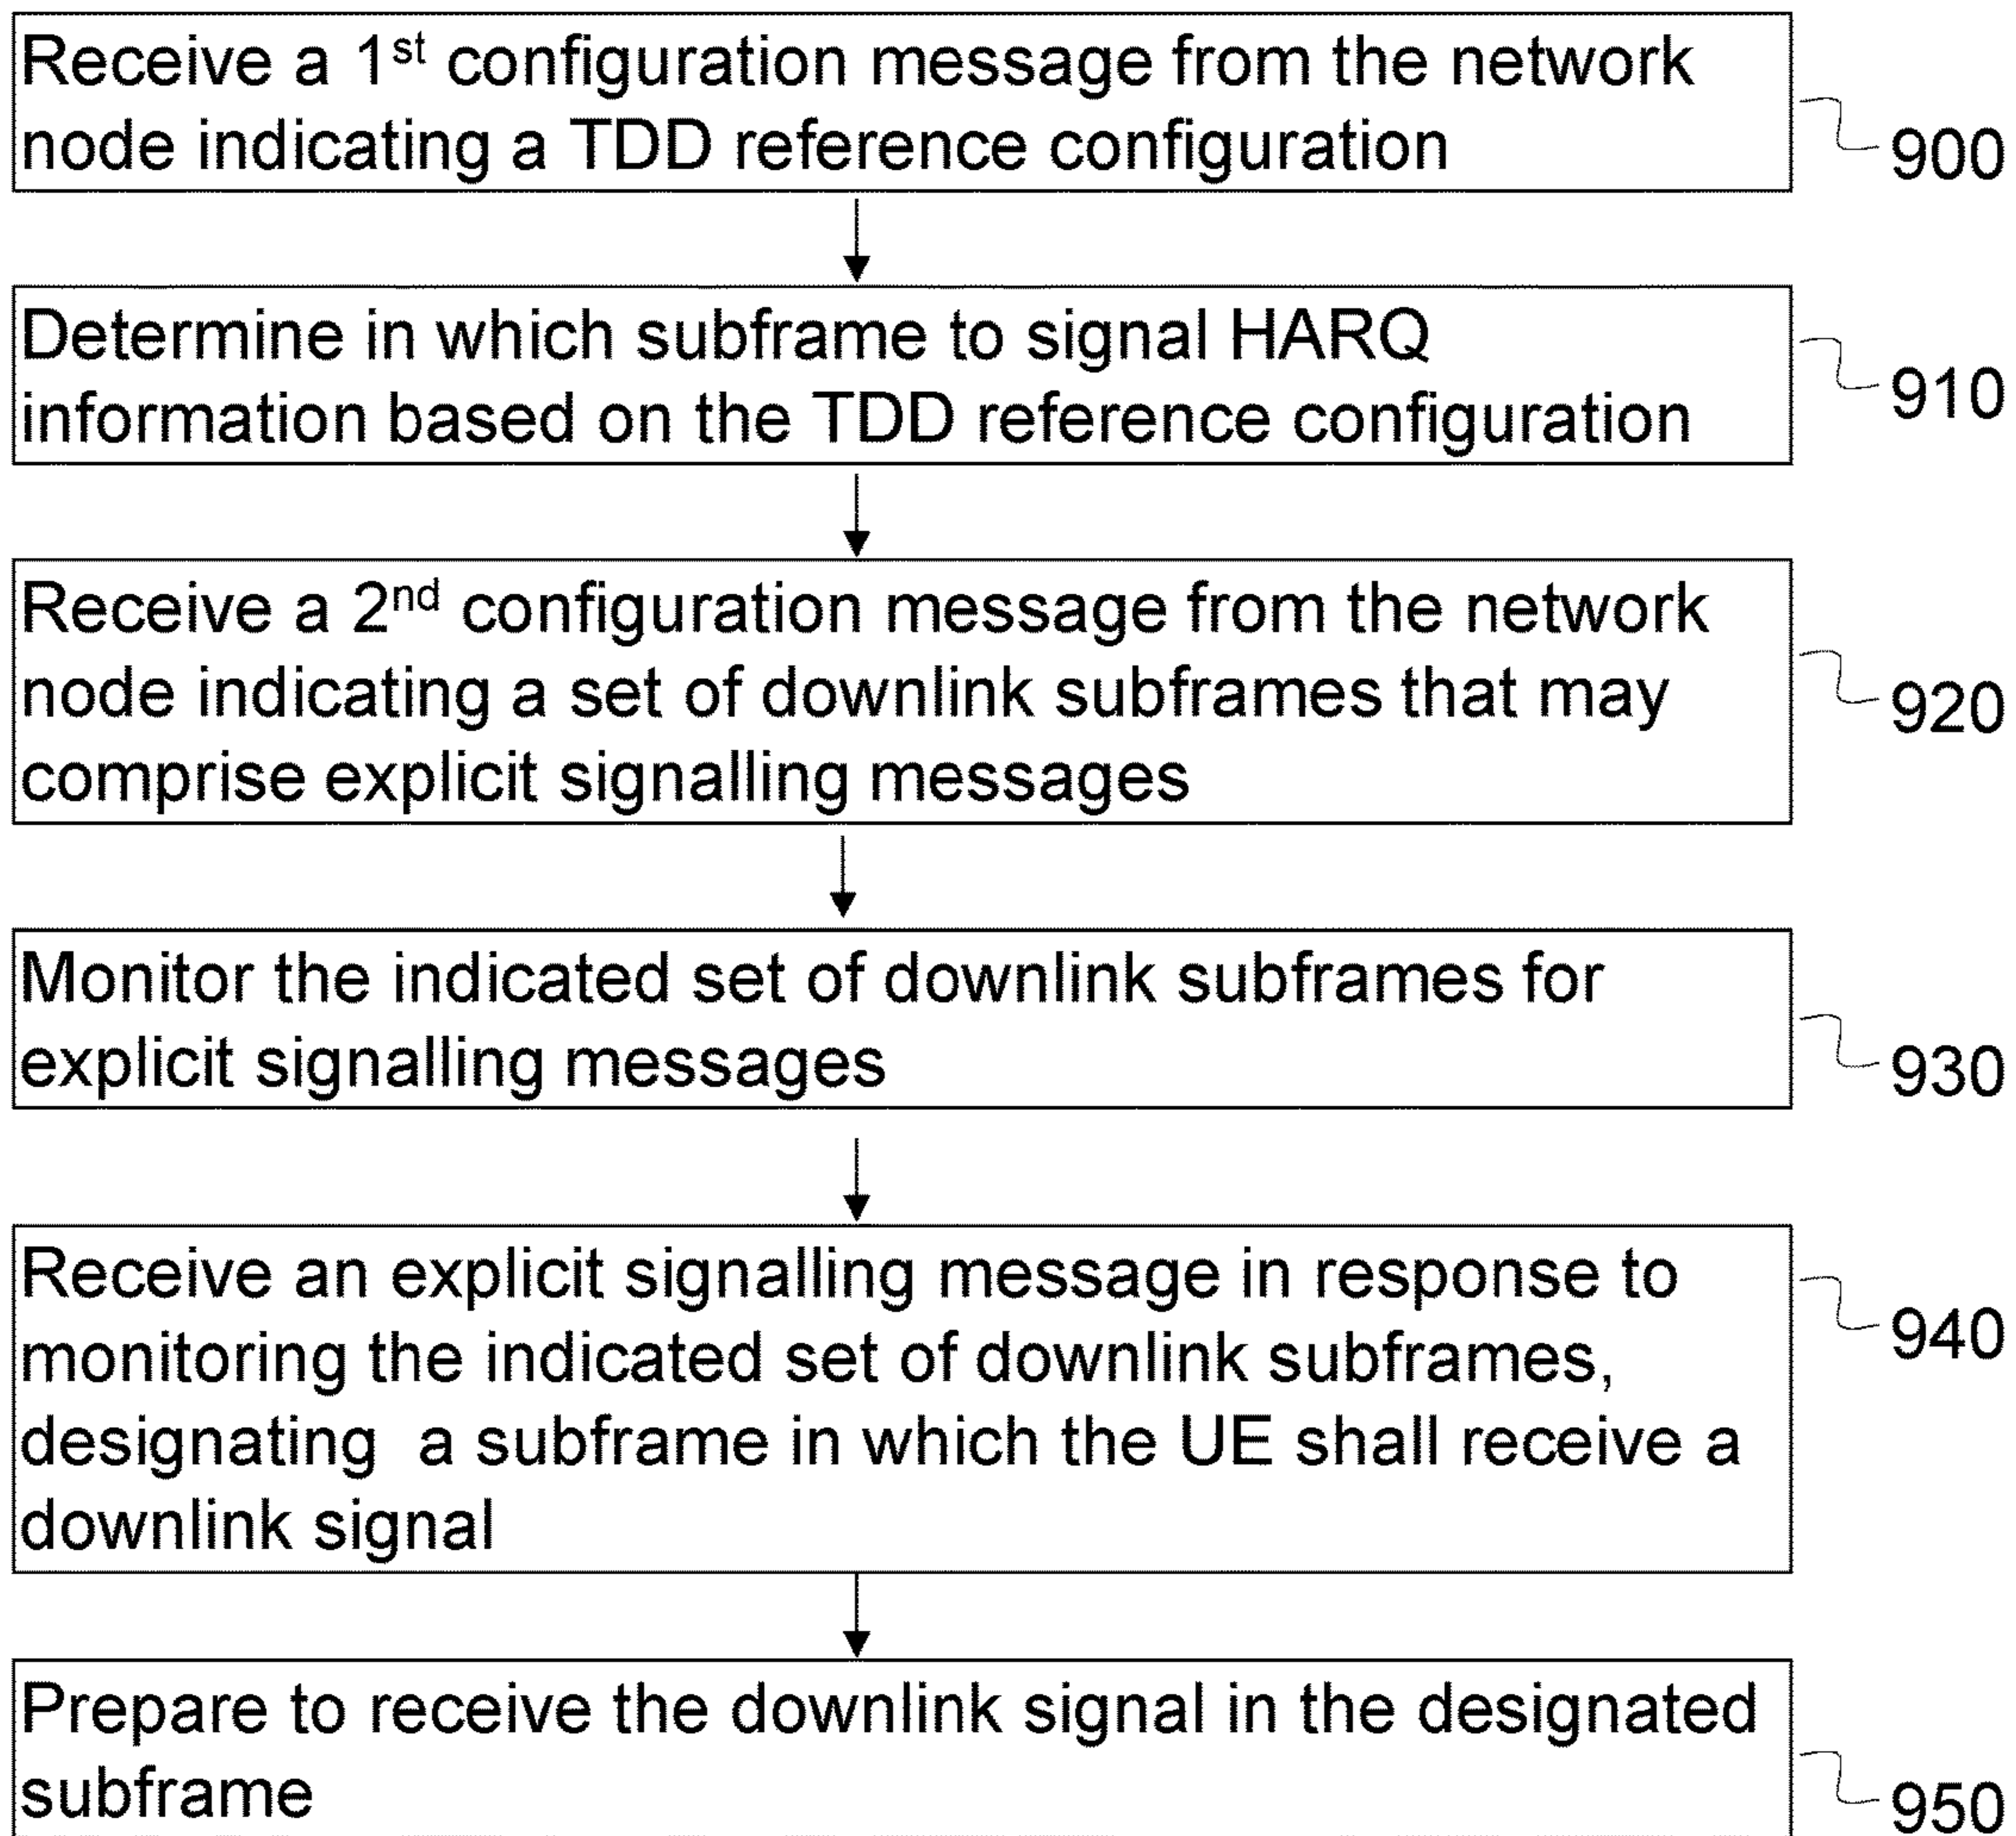 Receive a 1st configuration message from the network
node indicating a TDD reference configuration
900
Determine in which subframe to signal HARQ
information based on the TDD reference configuration
910
Receive a 2nd configuration message from the network
node indicating a set of downlink subframes that may
comprise explicit signalling messages
920
Monitor the indicated set of downlink subframes for
explicit signalling messages
930
Receive an explicit signalling message in response to
monitoring the indicated set of downlink subframes,
designating a subframe in which the UE shall receive a
downlink signal
940
Prepare to receive the downlink signal in the designated
subframe
950